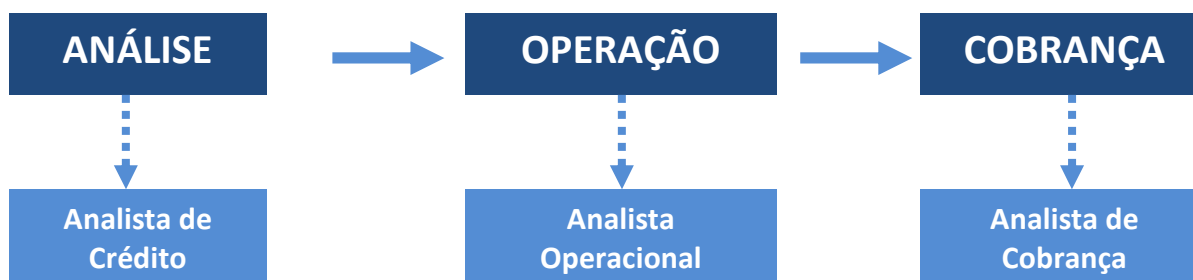 ANÁLISE
OPERAÇÃO
COBRANÇA
Analista de
Crédito
Analista
Operacional
Analista de
Cobrança